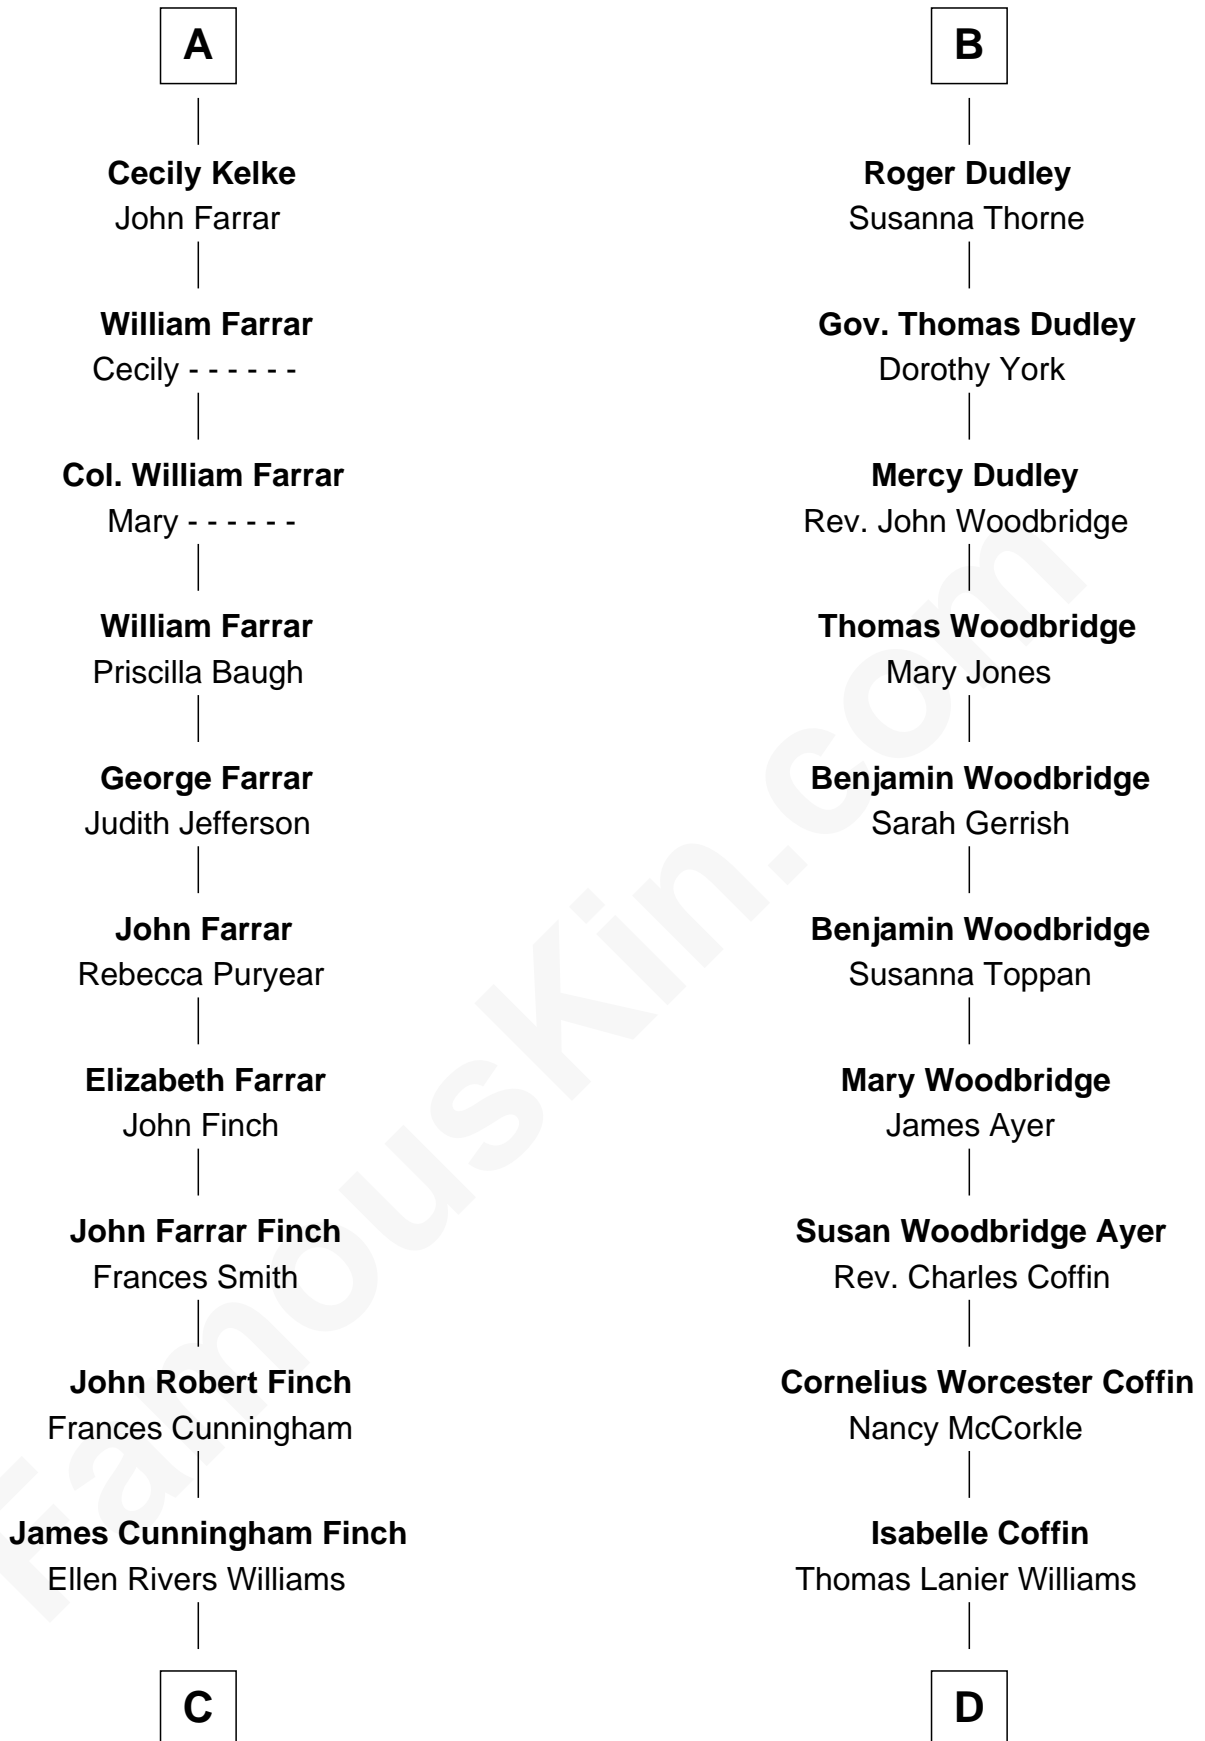 A
Cecily Kelke
John Farrar
William Farrar
Cecily - - - - - -
Col. William Farrar
Mary - - - - - -
William Farrar
Priscilla Baugh
George Farrar
Judith Jefferson
John Farrar
Rebecca Puryear
Elizabeth Farrar
John Finch
John Farrar Finch
Frances Smith
John Robert Finch
Frances Cunningham
James Cunningham Finch
Ellen Rivers Williams
C
B
Roger Dudley
Susanna Thorne
Gov. Thomas Dudley
Dorothy York
Mercy Dudley
Rev. John Woodbridge
Thomas Woodbridge
Mary Jones
Benjamin Woodbridge
Sarah Gerrish
Benjamin Woodbridge
Susanna Toppan
Mary Woodbridge
James Ayer
Susan Woodbridge Ayer
Rev. Charles Coffin
Cornelius Worcester Coffin
Nancy McCorkle
Isabelle Coffin
Thomas Lanier Williams
D
FamousKin.com